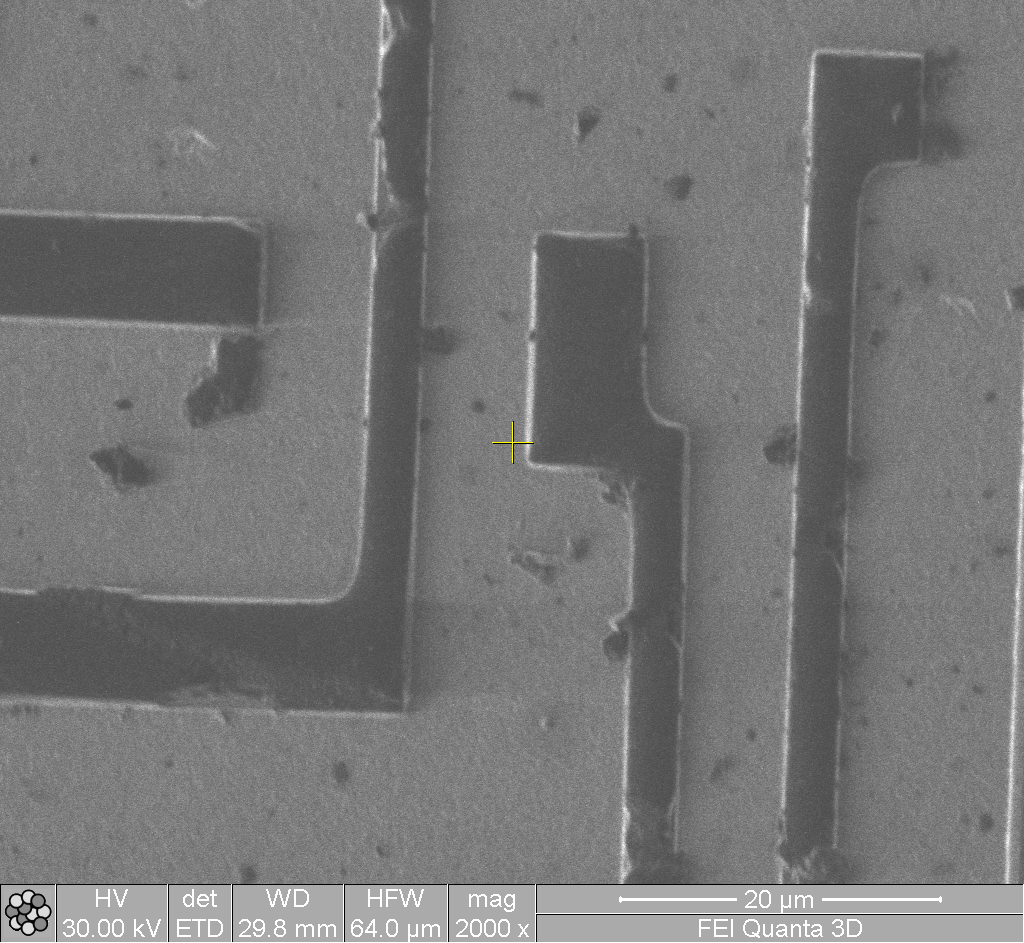 HV det WD HFW mag 20 µm
30.00 kV ETD 29.8 mm 64.0 µm 2000 x FEI Quanta 3D